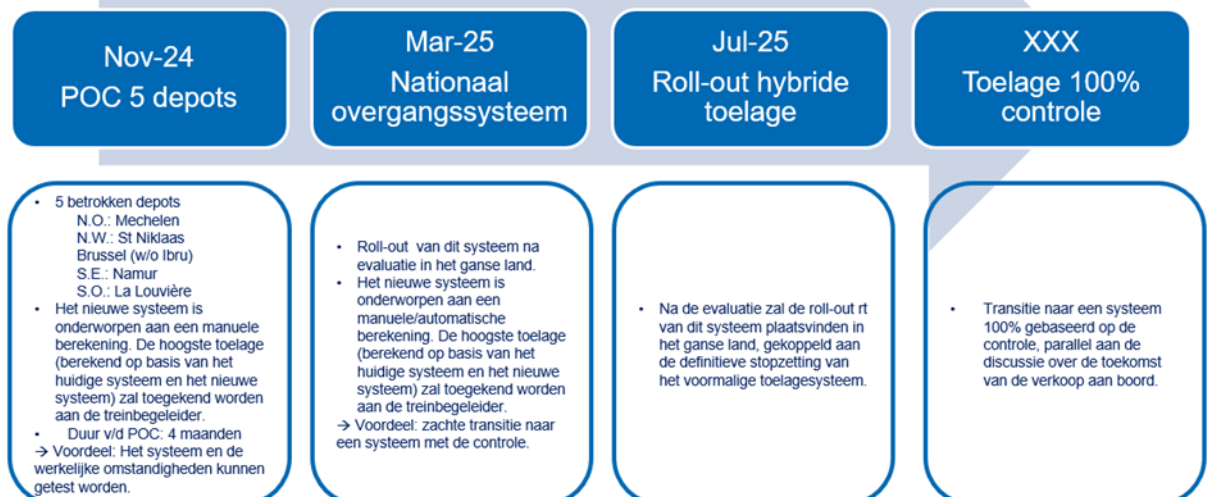 Nov-24
POC 5 depots
Mar-25
Nationaal
overgangssysteem
Jul-25
Roll-out hybride
toelage
XXX
Toelage 100%
controle
• 5 betrokken depots
N.O.: Mechelen
N.W.: St Niklaas
Brussel (w/o Ibru)
S.E.: Namur
S.O.: La Louvière
• Het nieuwe systeem is
onderworpen aan een manuele
berekening. De hoogste toelage
(berekend op basis van het
huidige systeem en het nieuwe
systeem) zal toegekend worden
aan de treinbegeleider.
• Duur v/d POC: 4 maanden
→ Voordeel: Het systeem en de
werkelijke omstandigheden kunnen
getest worden.
• Roll-out van dit systeem na
evaluatie in het ganse land.
• Het nieuwe systeem is
onderworpen aan een
manuele/automatische
berekening. De hoogste toelage
(berekend op basis van het
huidige systeem en het nieuwe
systeem) zal toegekend worden
aan de treinbegeleider.
→ Voordeel: zachte transitie naar
een systeem met de controle.
• Na de evaluatie zal de roll-out rt
van dit systeem plaatsvinden in
het ganse land, gekoppeld aan
de definitieve stopzetting van
het voormalige toelagesysteem.
• Transitie naar een systeem
100% gebaseerd op de
controle, parallel aan de
discussie over de toekomst
van de verkoop aan boord.